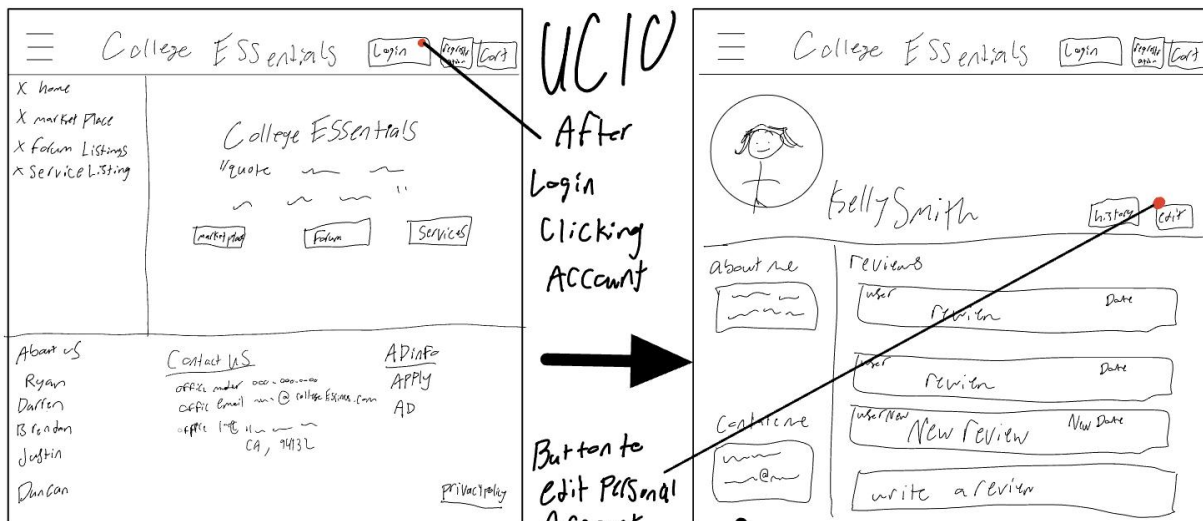 College ESSentials
Login
Cart
X home
X market Place
X Forum Listings
X Service Listing
College ESSentials
"quote
"
market place
Forum
Services
About us
Ryan
Darren
Brendan
Justin
Duncan
Contact US
office
office Email @
office
CA, 94132
ADinfo
APPly
AD
privacy policy
UC10
After
Login
Clicking
Account
Button to
edit Personal
Account
College ESSentials
Login
Cart
Kelly Smith
history
edit
about me
reviews
user
Date
review
user
Date
review
user New
New Date
New review
write a review
me
@